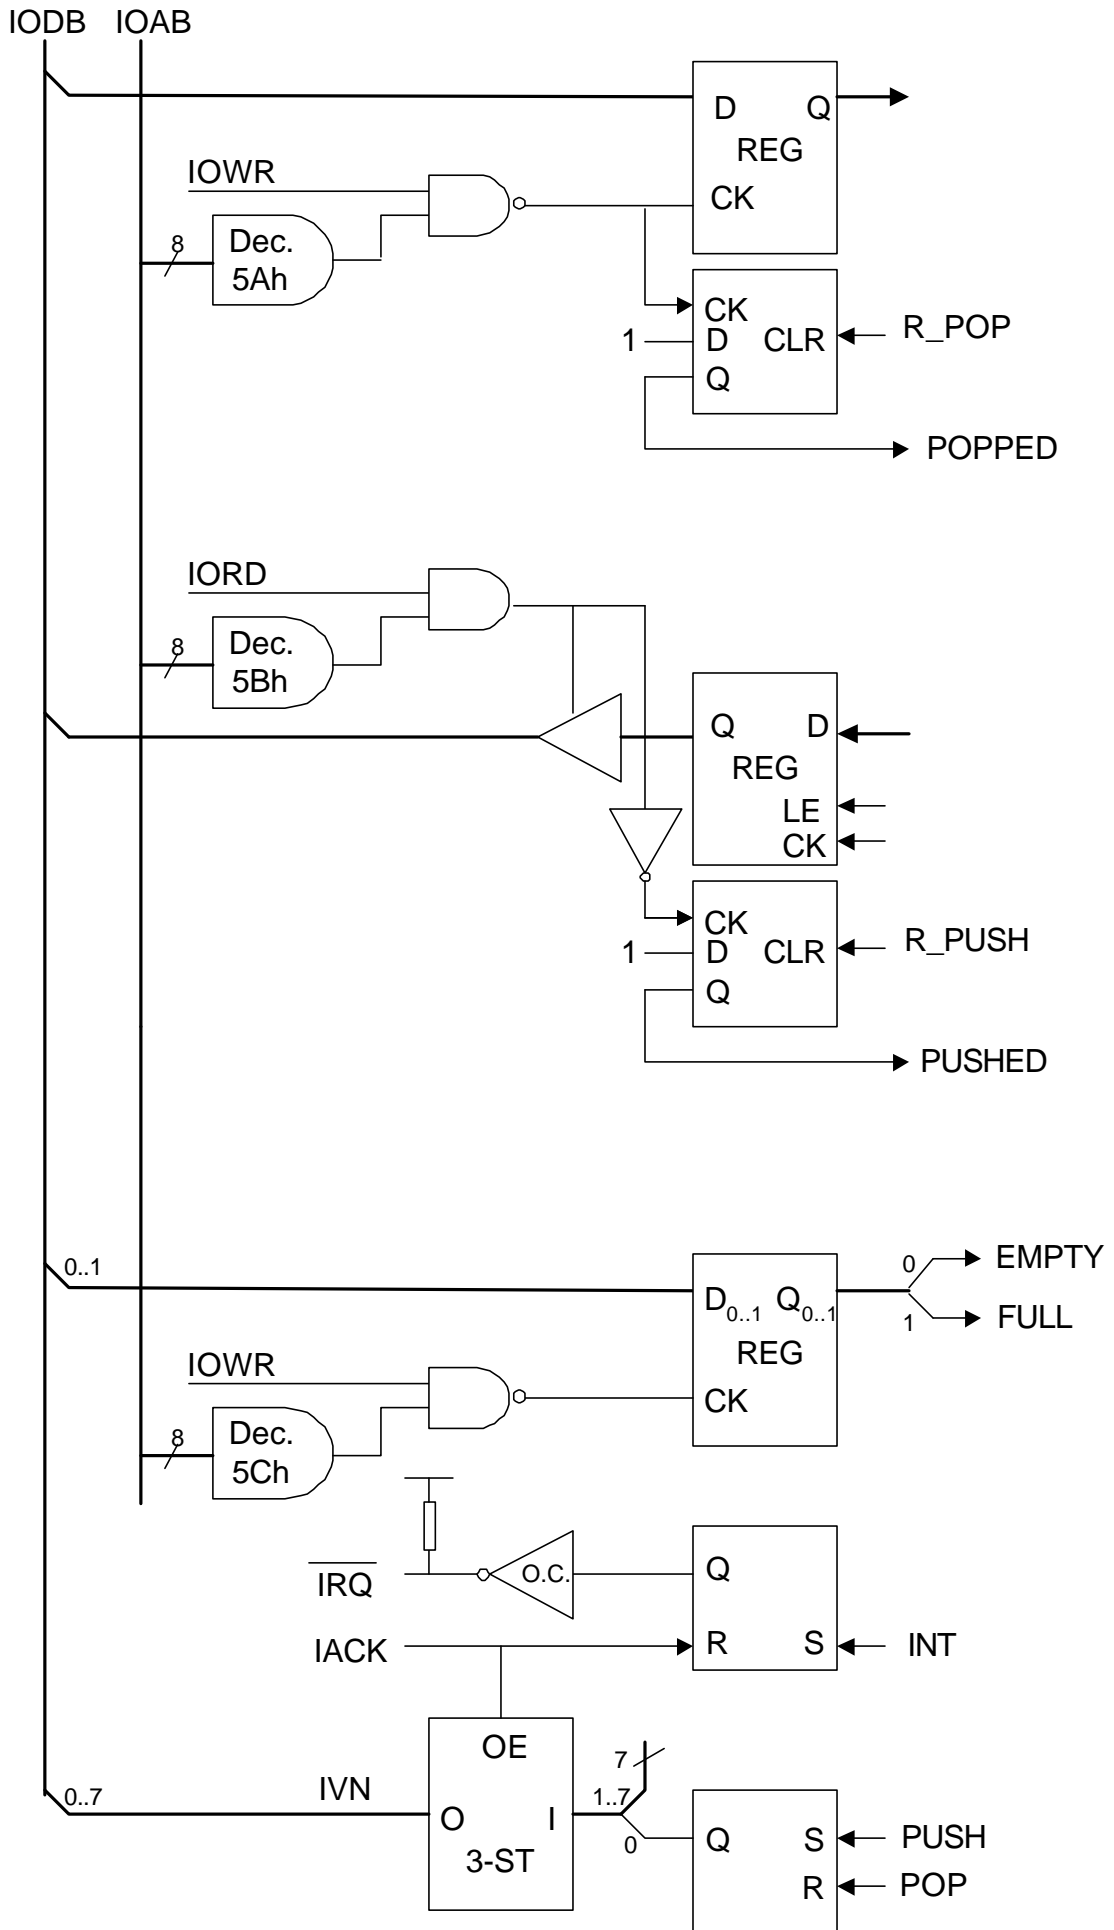 IODB IOAB
D Q
REG
CK
IOWR
8
Dec.
5Ah
CK
1 D CLR R_POP
Q
POPPED
IORD
8
Dec.
5Bh
Q D
REG
LE
CK
CK
1 D CLR R_PUSH
Q
PUSHED
0..1
D0..1 Q0..1
REG
CK
0 EMPTY
1 FULL
IOWR
8
Dec.
5Ch
IRQ
O.C.
Q
IACK
R S INT
OE
7
0..7
IVN
O I
3-ST
1..7
0
Q S PUSH
R POP